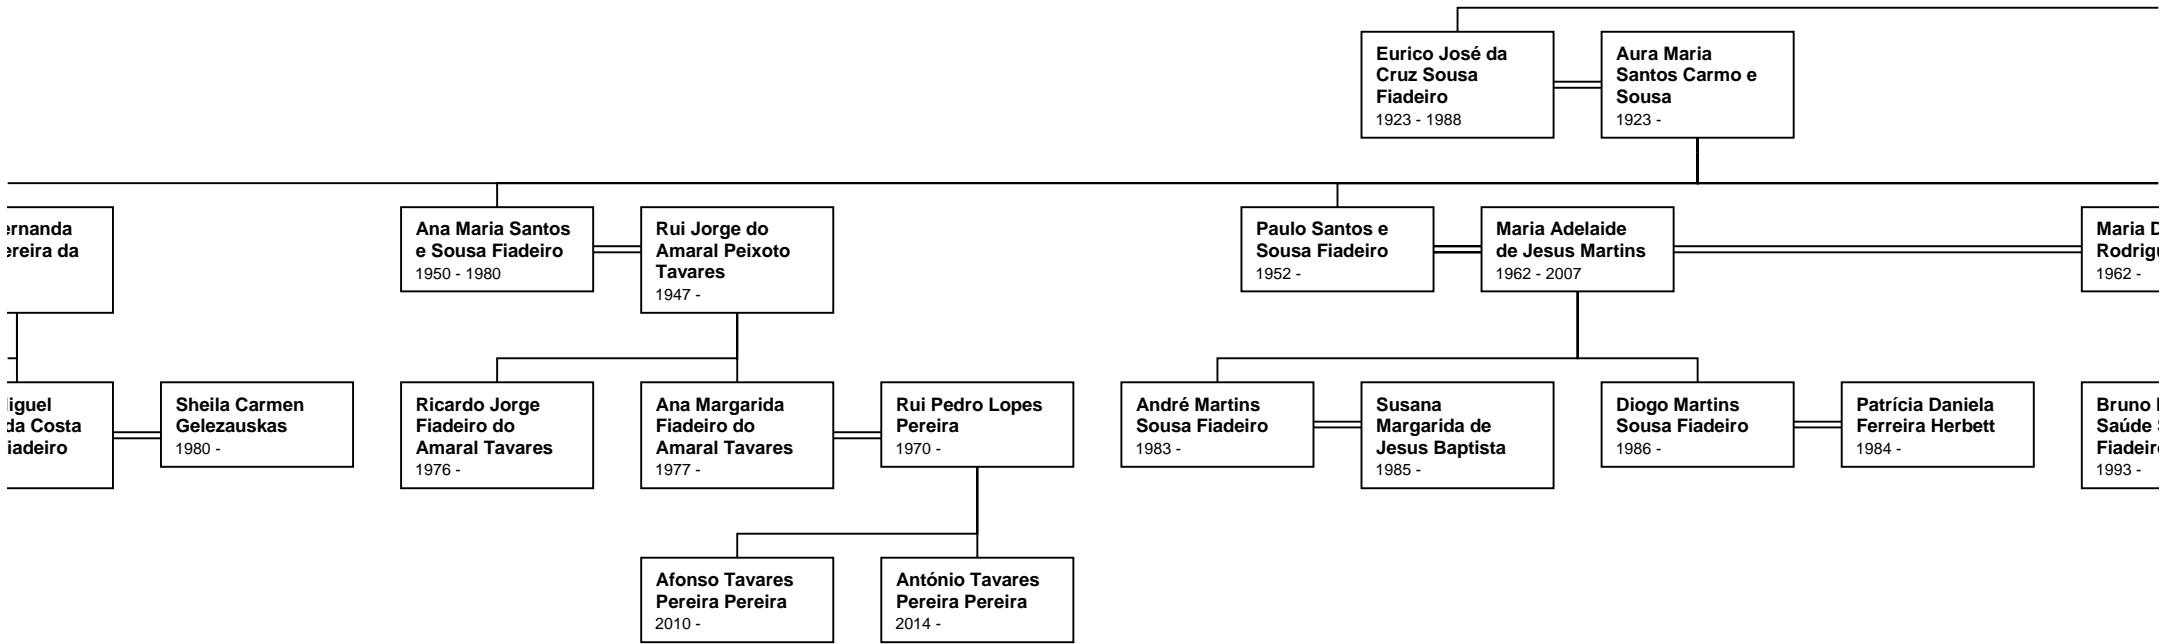 Eurico José da
Cruz Sousa
Fiadeiro
1923 - 1988
Aura Maria
Santos Carmo e
Sousa
1923 -
Ana Maria Santos
e Sousa Fiadeiro
1950 - 1980
Rui Jorge do
Amaral Peixoto
Tavares
1947 -
Paulo Santos e
Sousa Fiadeiro
1952 -
Maria Adelaide
de Jesus Martins
1962 - 2007
Maria
1962 -
da Costa
Sheila Carmen
Gelezauskas
1980 -
Ricardo Jorge
Fiadeiro do
Amaral Tavares
1976 -
Ana Margarida
Fiadeiro do
Amaral Tavares
1977 -
Rui Pedro Lopes
Pereira
1970 -
André Martins
Sousa Fiadeiro
1983 -
Susana
Margarida de
Jesus Baptista
1985 -
Diogo Martins
Sousa Fiadeiro
1986 -
Patrícia Daniela
Ferreira Herbett
1984 -
Bruno
Saúde
1993 -
Afonso Tavares
Pereira Pereira
2010 -
António Tavares
Pereira Pereira
2014 -